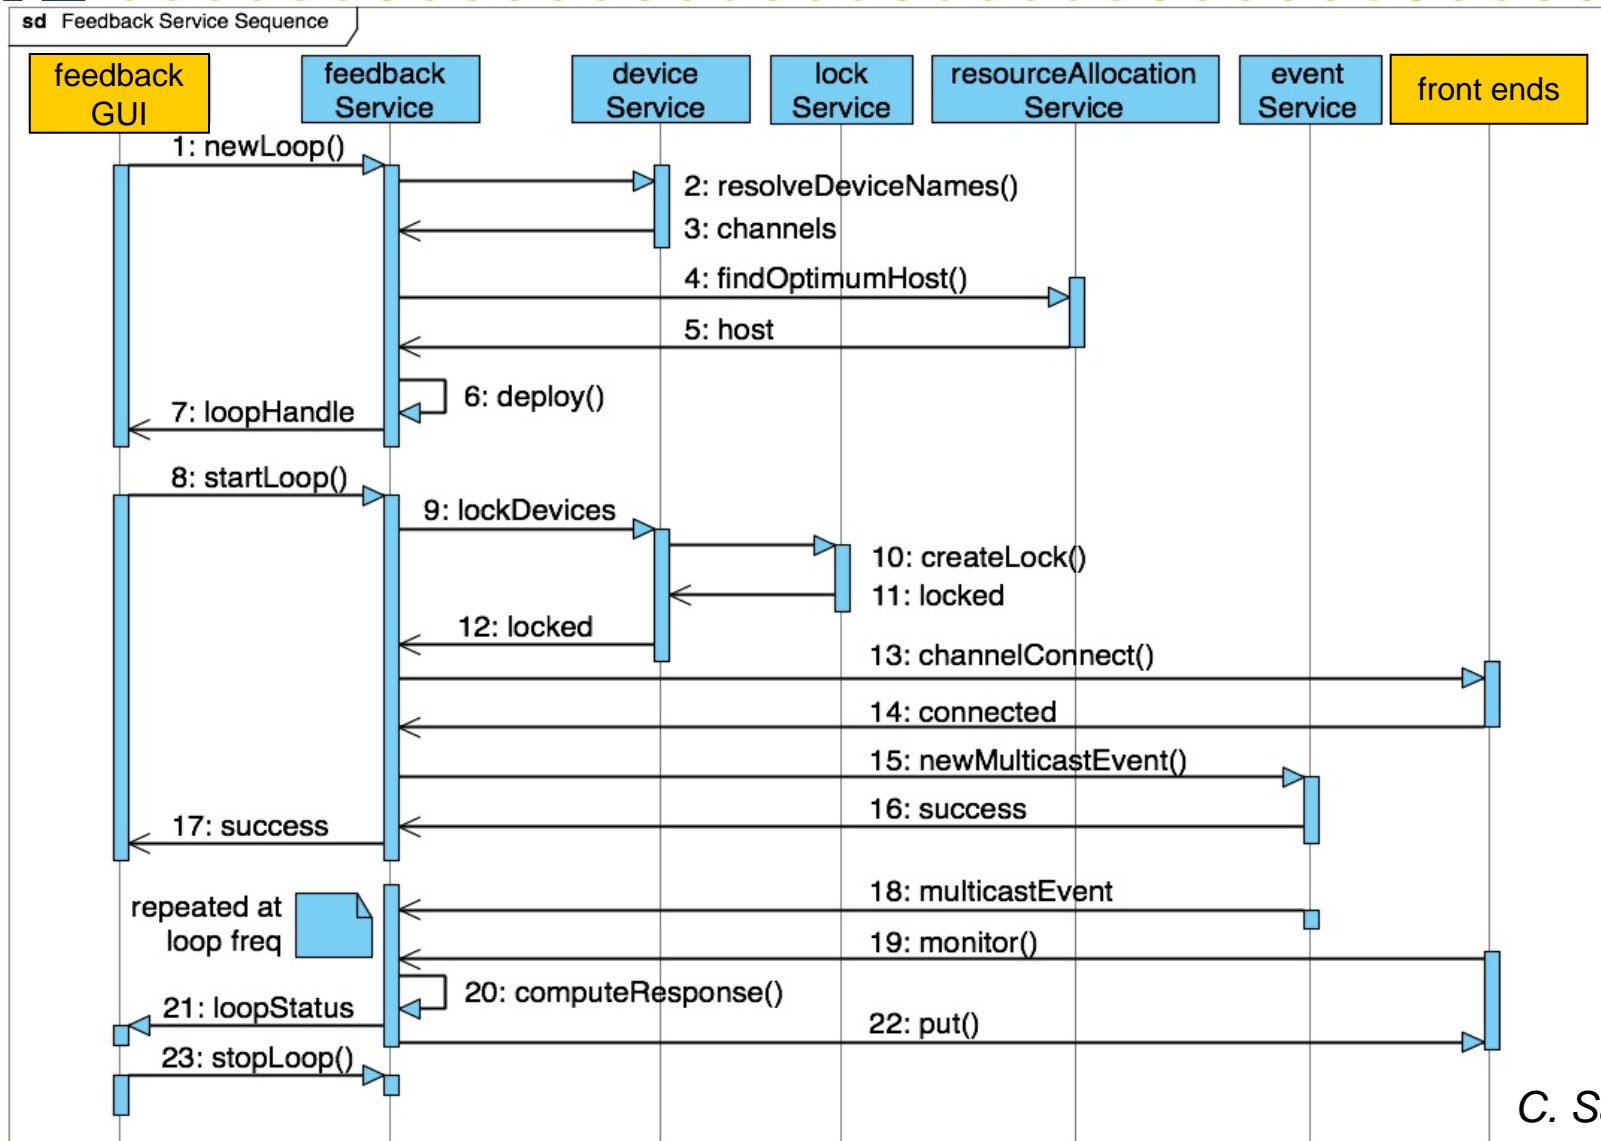 sd Feedback Service Sequence
feedback
GUI
feedback
Service
device
Service
lock
Service
resourceAllocation
Service
event
Service
front ends
1: newLoop()
2: resolveDeviceNames()
3: channels
4: findOptimumHost()
5: host
6: deploy()
7: loopHandle
8: startLoop()
9: lockDevices
10: createLock()
11: locked
12: locked
13: channelConnect()
14: connected
15: newMulticastEvent()
16: success
17: success
18: multicastEvent
repeated at
loop freq
19: monitor()
20: computeResponse()
21: loopStatus
22: put()
23: stopLoop()
C.